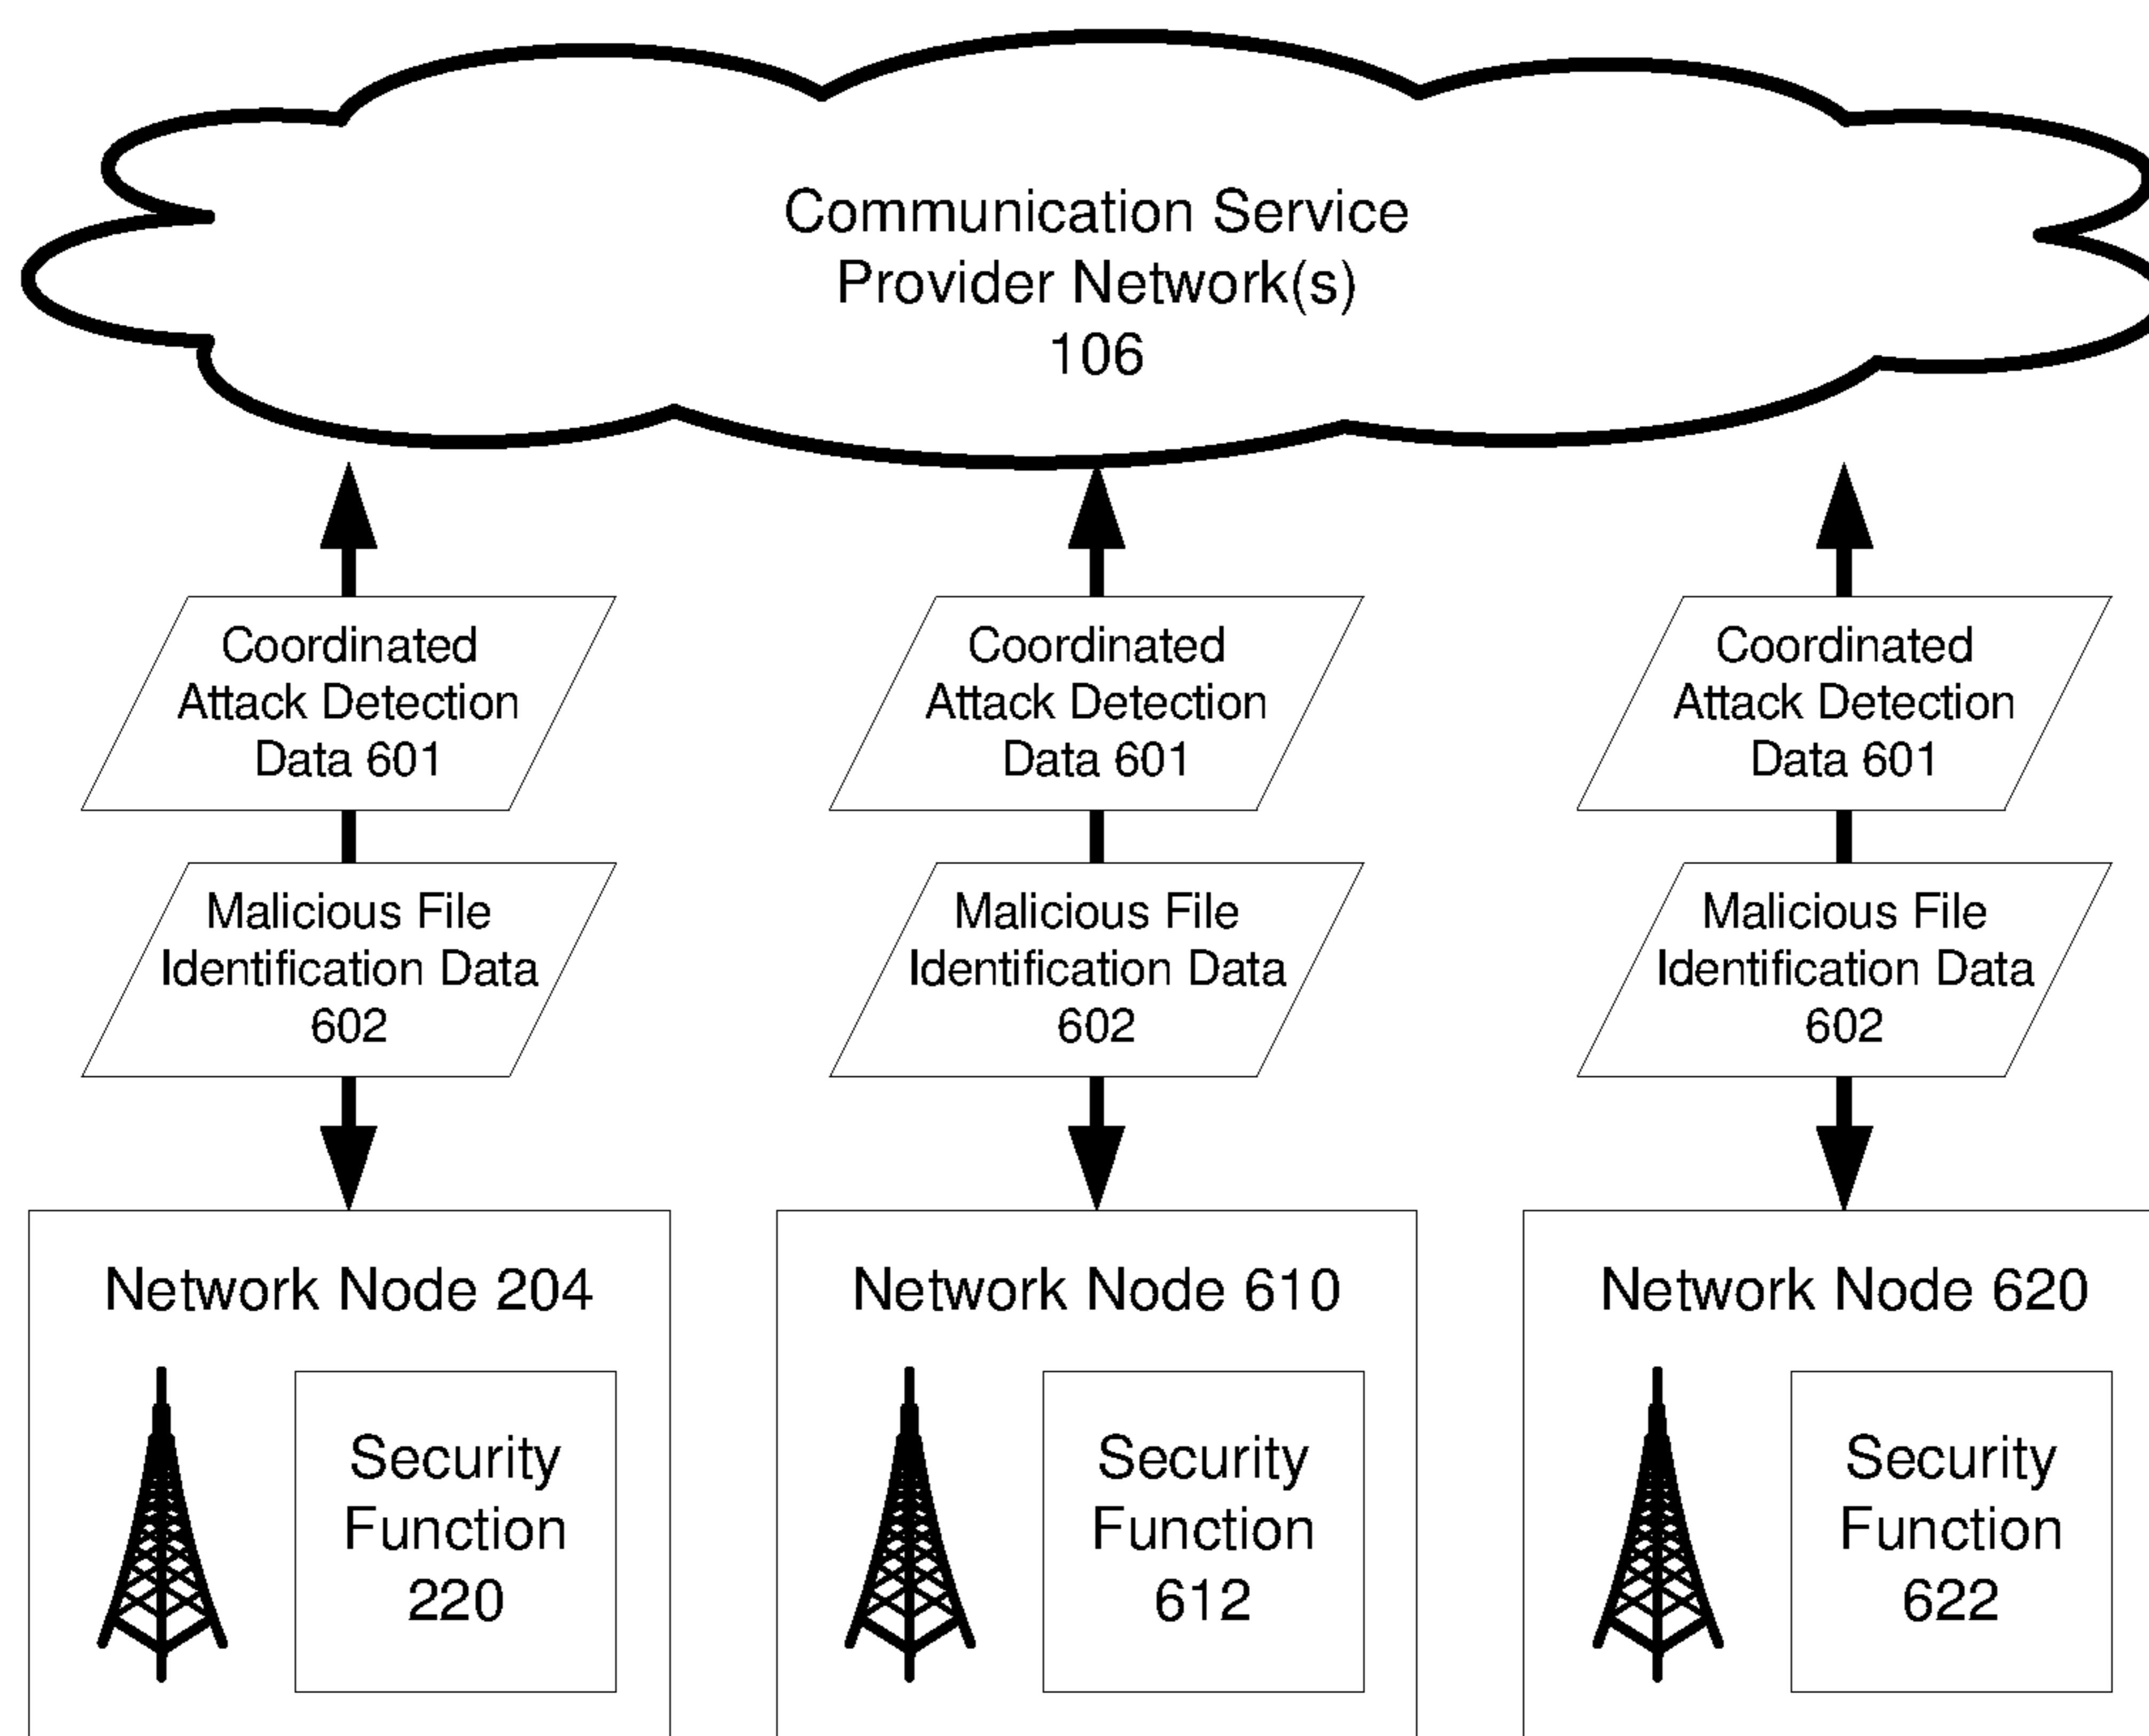 Communication Service
Provider Network(s)
106
Coordinated
Attack Detection
Data 601
Coordinated
Attack Detection
Data 601
Coordinated
Attack Detection
Data 601
Malicious File
Identification Data
602
Malicious File
Identification Data
602
Malicious File
Identification Data
602
Network Node 204
Security
Function
220
Network Node 610
Security
Function
612
Network Node 620
Security
Function
622